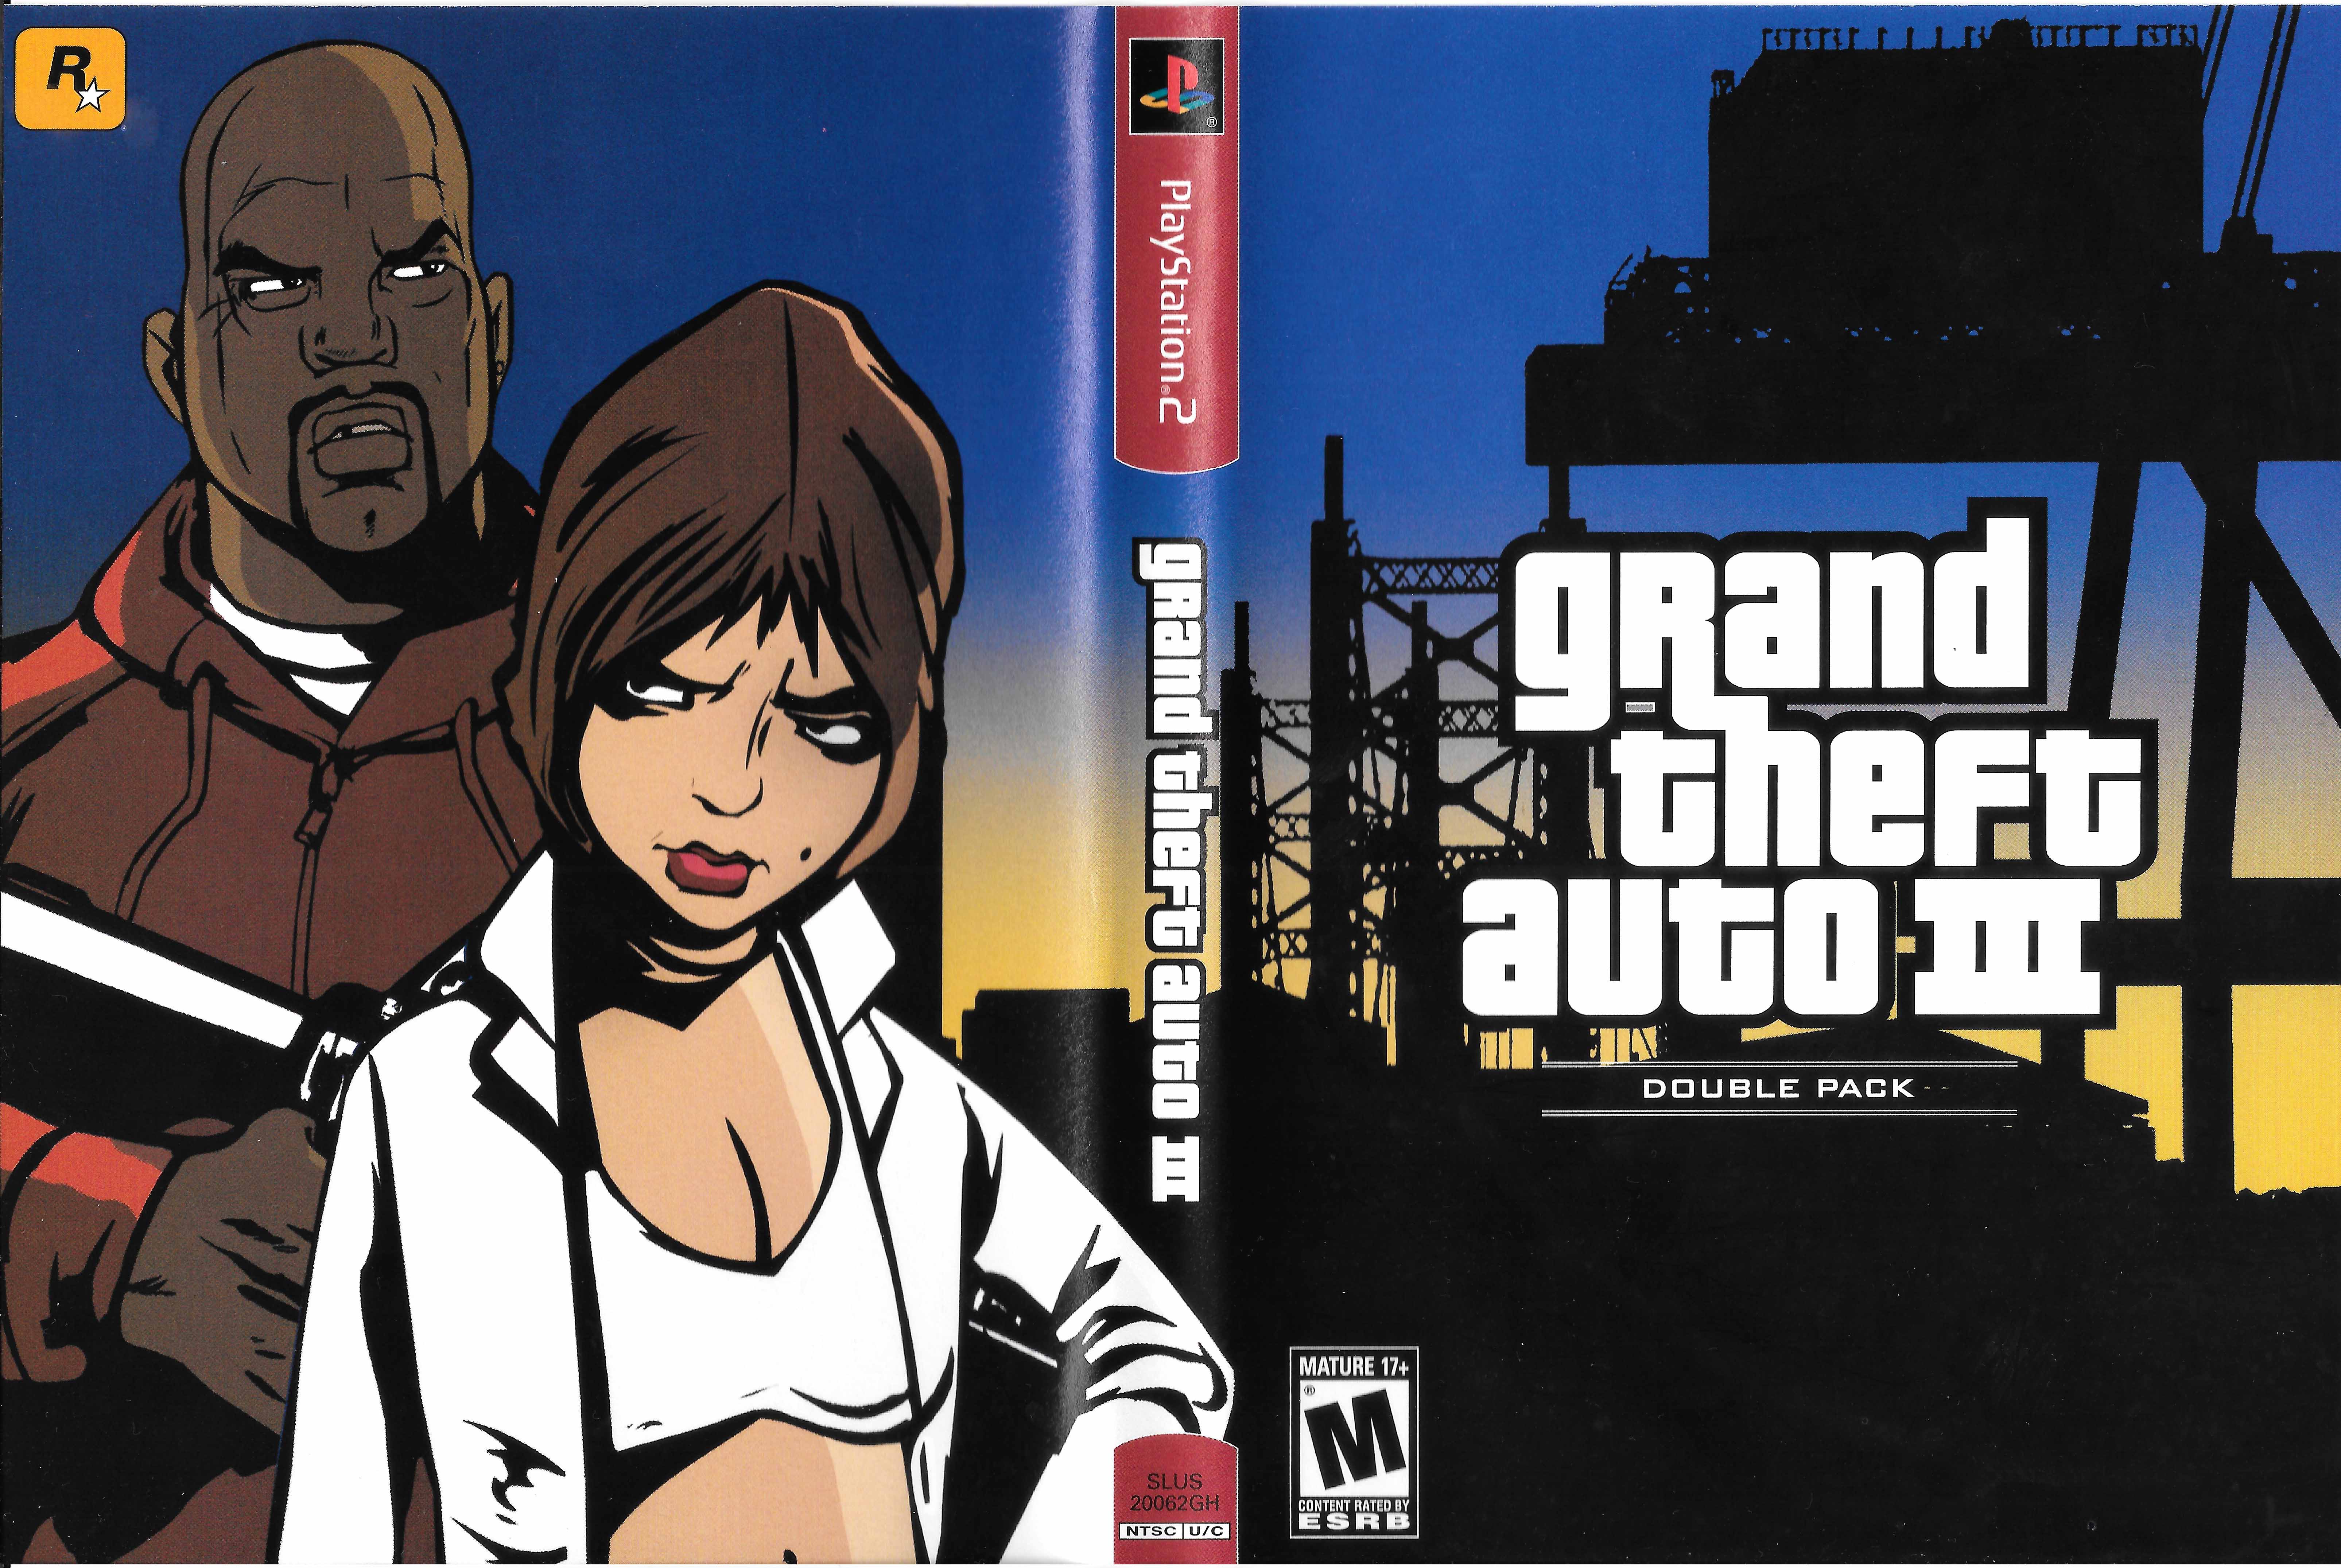 R
PlayStation®2
grand theft auto III
SLUS
20062GH
NTSC U/C
grand
theft
auto III
DOUBLE PACK
MATURE 17+
M
®
CONTENT RATED BY
ESRB